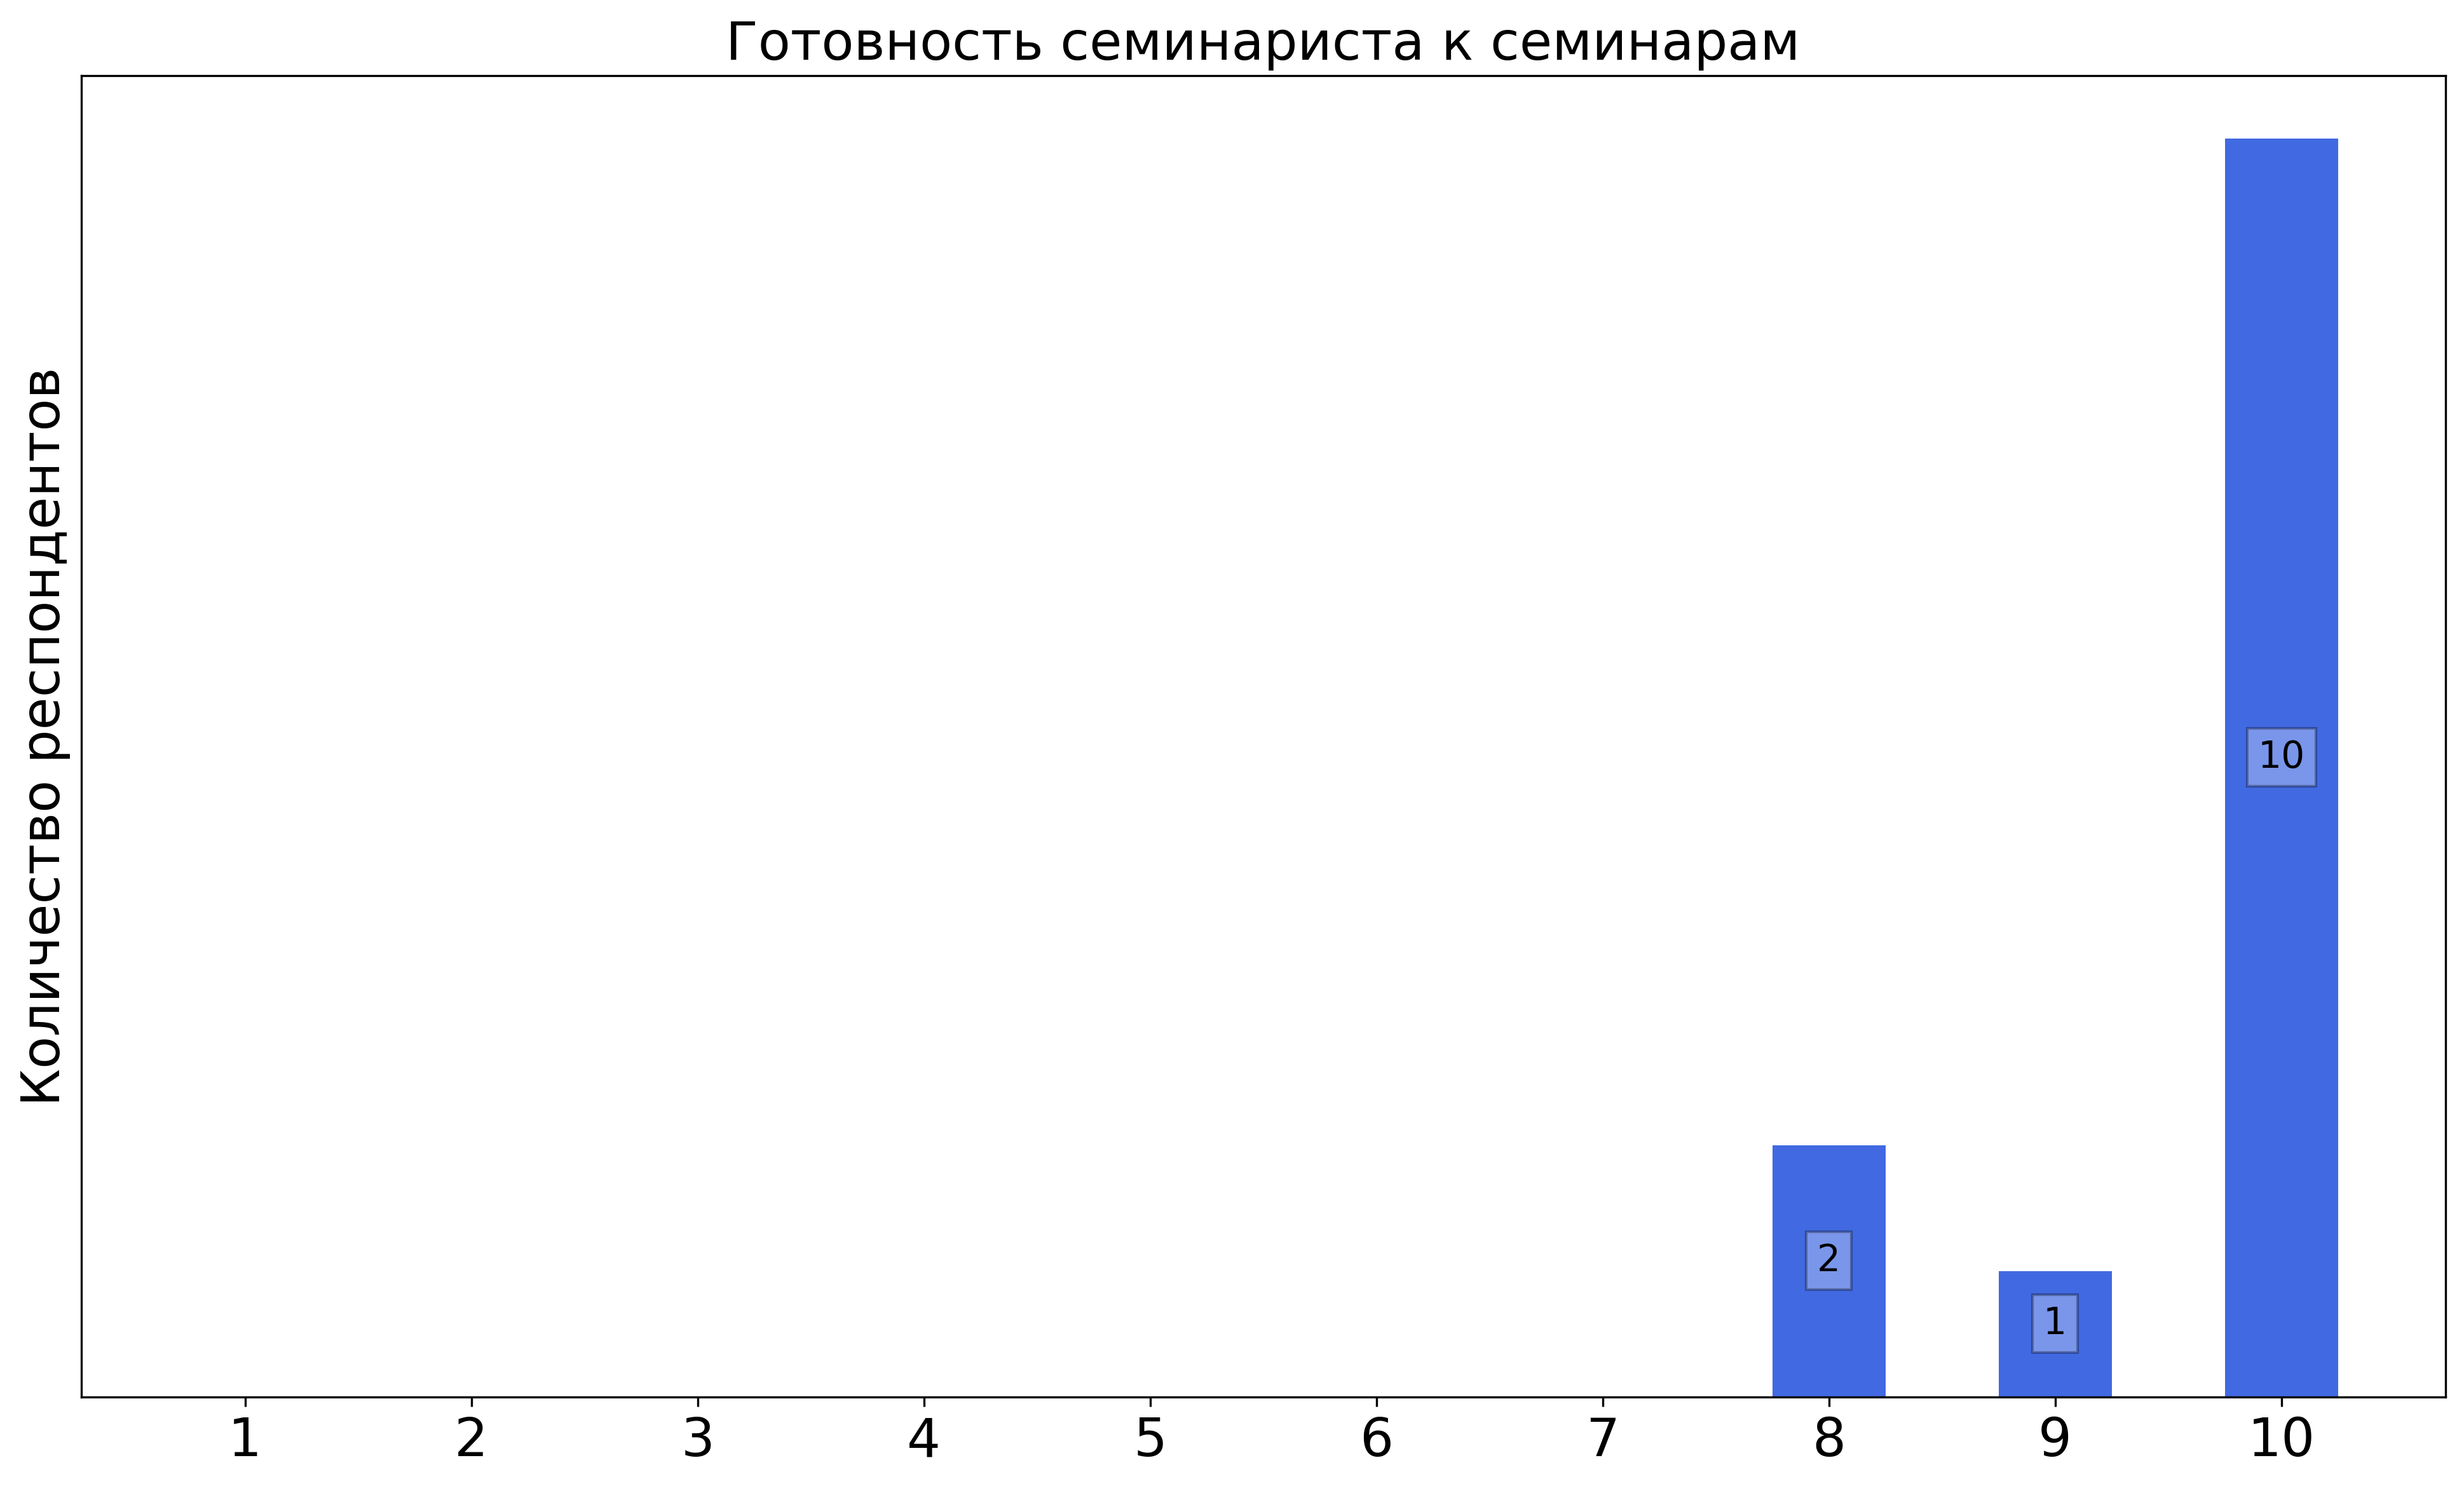 Готовность семинариста к семинарам
Количество респондентов
10
2
1
1 2 3 4 5 6 7 8 9 10